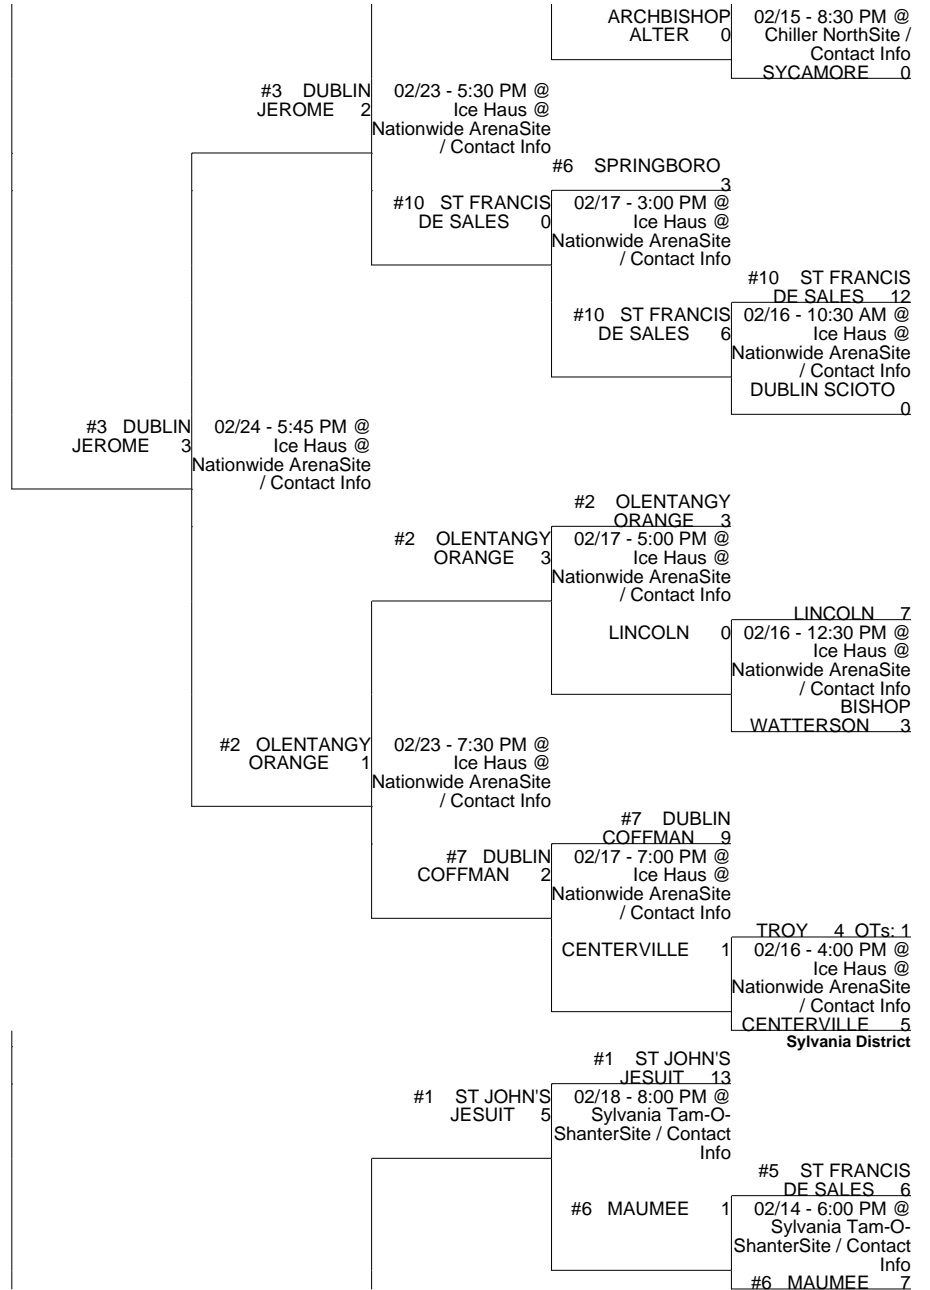 ARCHBISHOP
ALTER 0
02/15 - 8:30 PM @
Chiller NorthSite /
Contact Info
SYCAMORE 0
#3 DUBLIN
JEROME 2
02/23 - 5:30 PM @
Ice Haus @
Nationwide ArenaSite
/ Contact Info
#6 SPRINGBORO
3
#10 ST FRANCIS
DE SALES 0
02/17 - 3:00 PM @
Ice Haus @
Nationwide ArenaSite
/ Contact Info
#10 ST FRANCIS
DE SALES 12
#10 ST FRANCIS
DE SALES 6
02/16 - 10:30 AM @
Ice Haus @
Nationwide ArenaSite
/ Contact Info
DUBLIN SCIOTO
0
#3 DUBLIN
JEROME 3
02/24 - 5:45 PM @
Ice Haus @
Nationwide ArenaSite
/ Contact Info
#2 OLENTANGY
ORANGE 3
#2 OLENTANGY
ORANGE 3
02/17 - 5:00 PM @
Ice Haus @
Nationwide ArenaSite
/ Contact Info
LINCOLN 7
LINCOLN 0
02/16 - 12:30 PM @
Ice Haus @
Nationwide ArenaSite
/ Contact Info
BISHOP
WATTERSON 3
#2 OLENTANGY
ORANGE 1
02/23 - 7:30 PM @
Ice Haus @
Nationwide ArenaSite
/ Contact Info
#7 DUBLIN
COFFMAN 9
#7 DUBLIN
COFFMAN 2
02/17 - 7:00 PM @
Ice Haus @
Nationwide ArenaSite
/ Contact Info
TROY 4 OTs: 1
CENTERVILLE 1
02/16 - 4:00 PM @
Ice Haus @
Nationwide ArenaSite
/ Contact Info
CENTERVILLE 5
Sylvania District
#1 ST JOHN'S
JESUIT 13
#1 ST JOHN'S
JESUIT 5
02/18 - 8:00 PM @
Sylvania Tam-O-
ShanterSite / Contact
Info
#5 ST FRANCIS
DE SALES 6
#6 MAUMEE 1
02/14 - 6:00 PM @
Sylvania Tam-O-
ShanterSite / Contact
Info
#6 MAUMEE 7